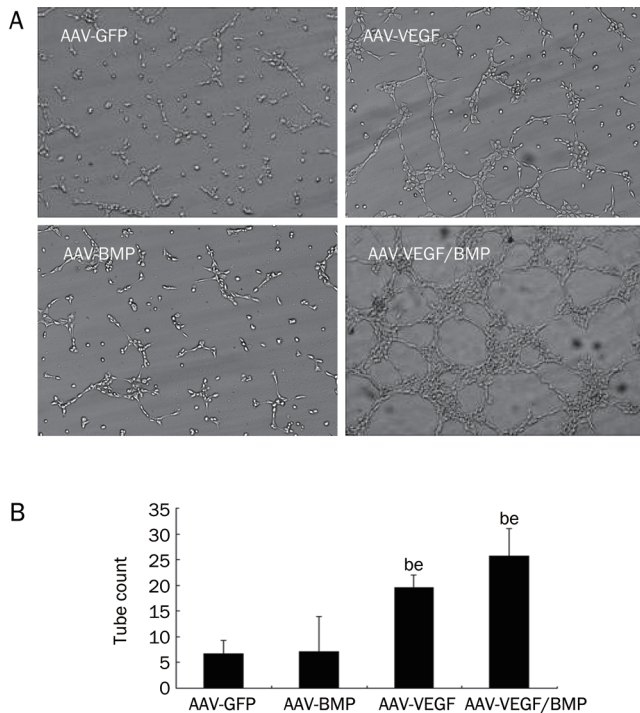 A
AAV-GFP
AAV-VEGF
AAV-BMP
AAV-VEGF/BMP
B
Tube count
35
30
25
20
15
10
5
0
be
be
AAV-GFP
AAV-BMP
AAV-VEGF
AAV-VEGF/BMP